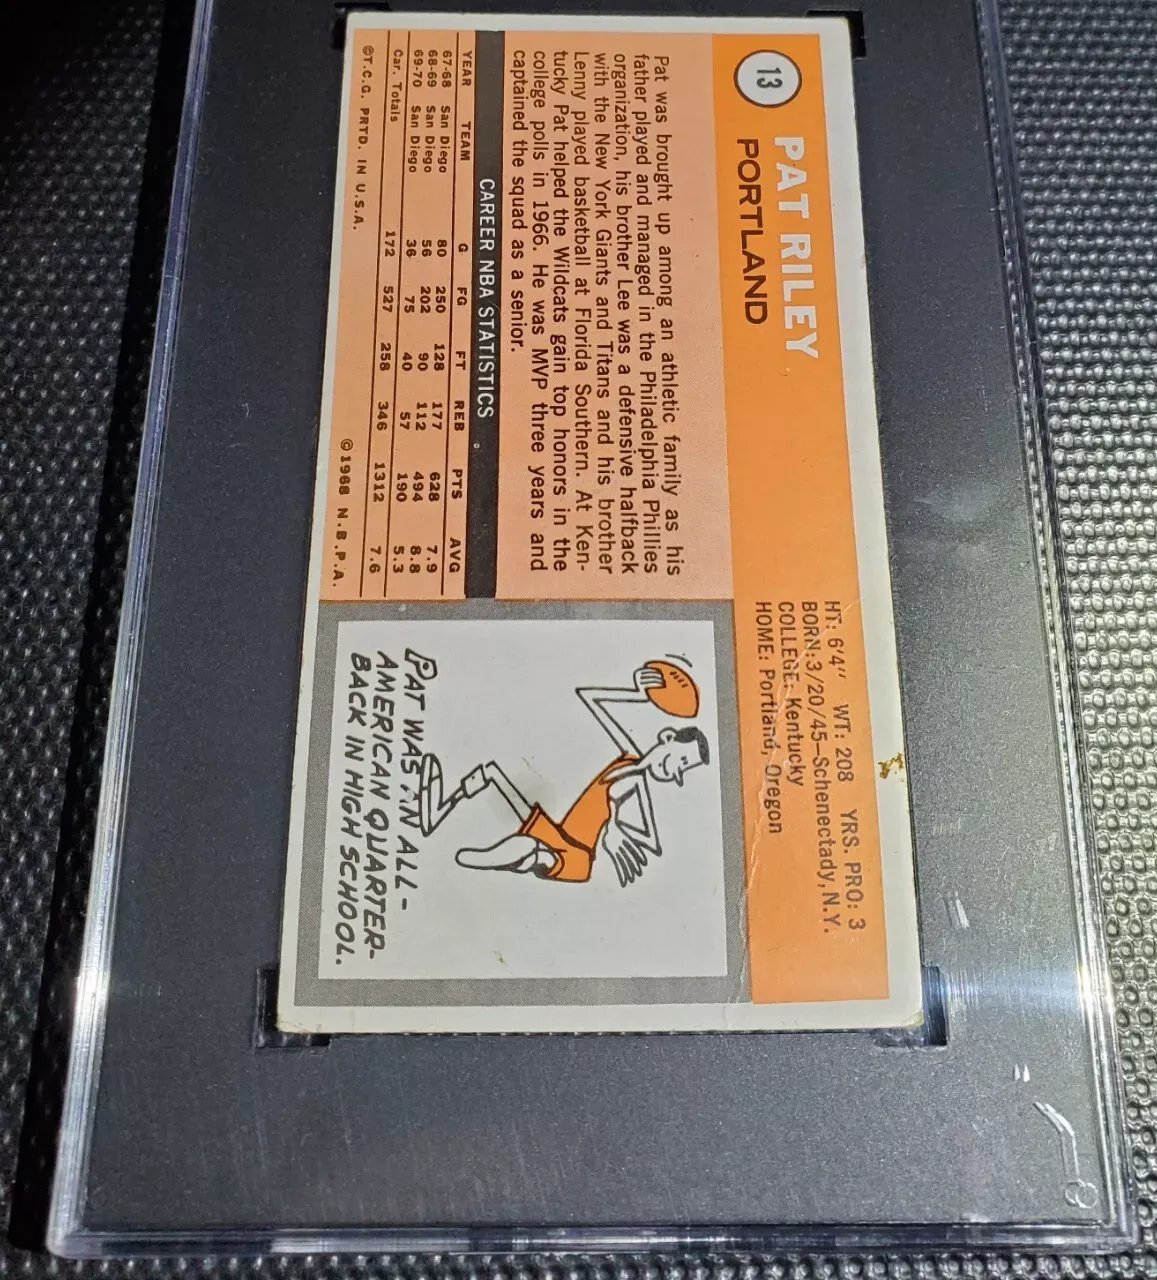 13
PAT RILEY
PORTLAND
HT: 6'4" WT: 208 YRS. PRO: 3
BORN: 3/20/45—Schenectady, N.Y.
COLLEGE: Kentucky
HOME: Portland, Oregon
Pat was brought up among an athletic family as his
father played and managed in the Philadelphia Phillies
organization, his brother Lee was a defensive halfback
with the New York Giants and Titans and his brother
Lenny played basketball at Florida Southern. At Ken-
tucky Pat helped the Wildcats gain top honors in the
college polls in 1966. He was MVP three years and
captained the squad as a senior.
CAREER NBA STATISTICS
YEAR TEAM G FG FT REB PTS AVG
67-68 San Diego 80 250 128 177 628 7.9
68-69 San Diego 56 202 90 112 494 8.8
69-70 San Diego 36 75 40 57 190 5.3
Car. Totals 172 527 258 346 1312 7.6
©T.C.G. PRTD. IN U.S.A. ©1968 N.B.P.A.
PAT WAS AN ALL-
AMERICAN QUARTER-
BACK IN HIGH SCHOOL.